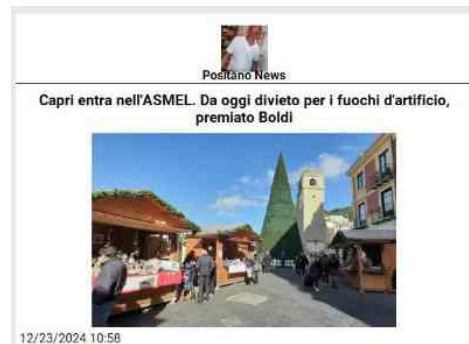 Positano News
Capri entra nell'ASMEL. Da oggi divieto per i fuochi d'artificio,
premiato Boldi
12/23/2024 10:58